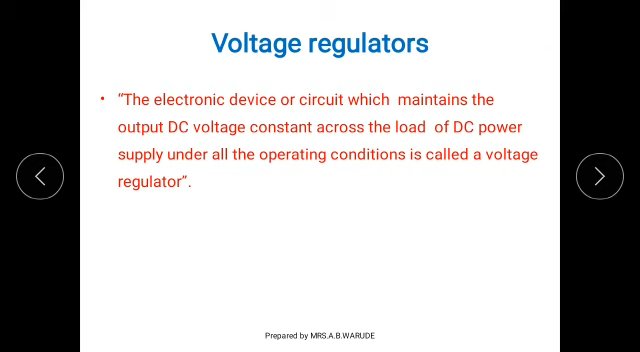 Voltage regulators
• “The electronic device or circuit which maintains the
output DC voltage constant across the load of DC power
supply under all the operating conditions is called a voltage
regulator”.
Prepared by MRS.A.B.WARUDE